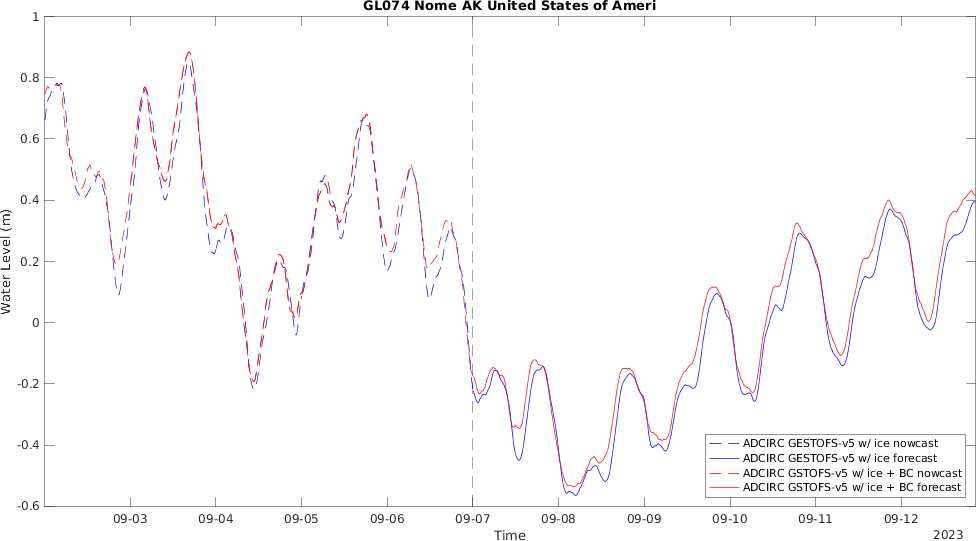 GL074 Nome AK United States of Ameri
1
0.8
0.6
0.4
0.2
0
-0.2
-0.4
-0.6
Water Level (m)
ADCIRC GESTOFS-v5 w/ ice nowcast
ADCIRC GESTOFS-v5 w/ ice forecast
ADCIRC GSTOFS-v5 w/ ice + BC nowcast
ADCIRC GSTOFS-v5 w/ ice + BC forecast
09-03 09-04 09-05 09-06 09-07 09-08 09-09 09-10 09-11 09-12
Time
2023